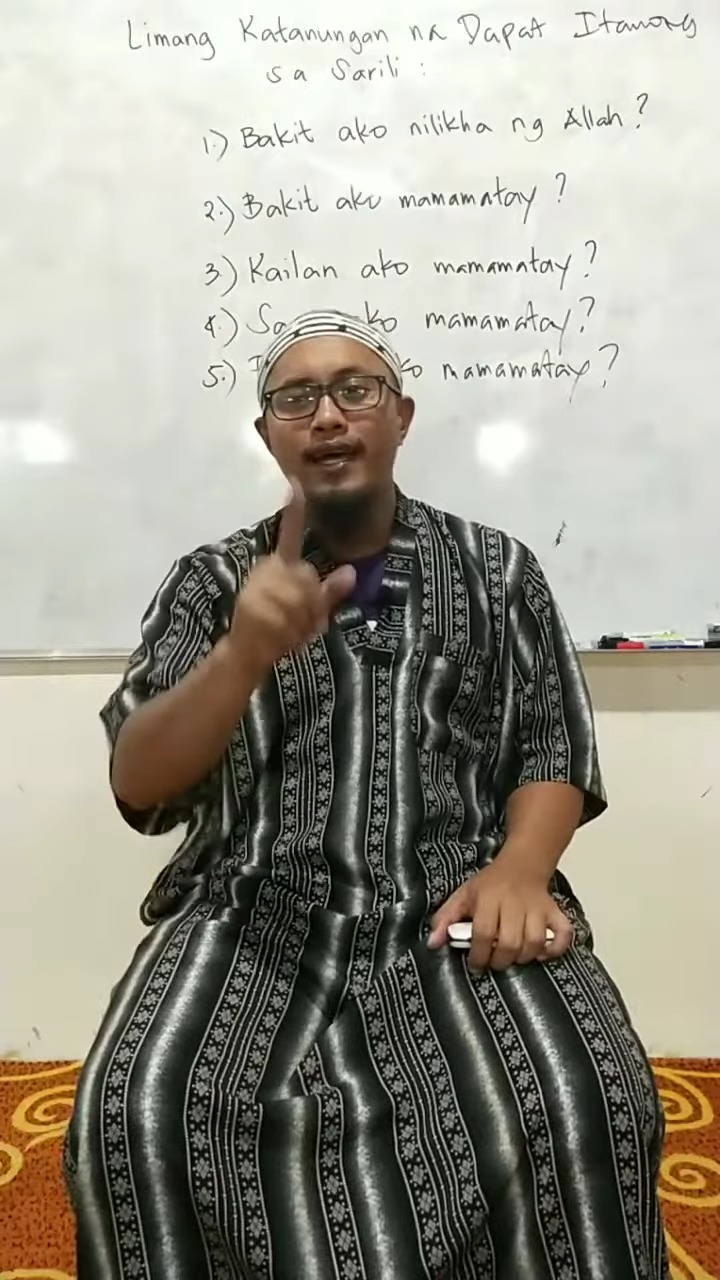 Limang Katanungan na Dapat Itanong
sa Sarili :
1.) Bakit ako nilikha ng Allah ?
2.) Bakit ako mamamatay ?
3.) Kailan ako mamamatay ?
4.) mamamatay ?
5.) mamamatay ?